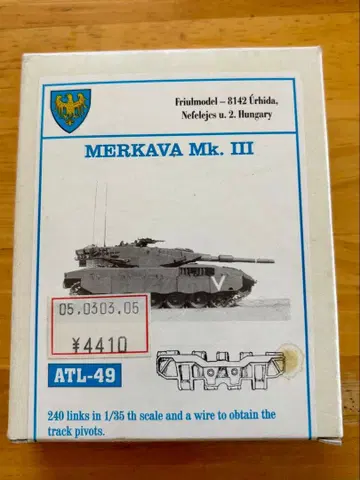 Friulmodel – 8142 Úrhida,
Nefelejcs u. 2. Hungary
MERKAVA Mk. III
V
05.0303.05
¥4410
ATL-49
240 links in 1/35 th scale and a wire to obtain the
track pivots.